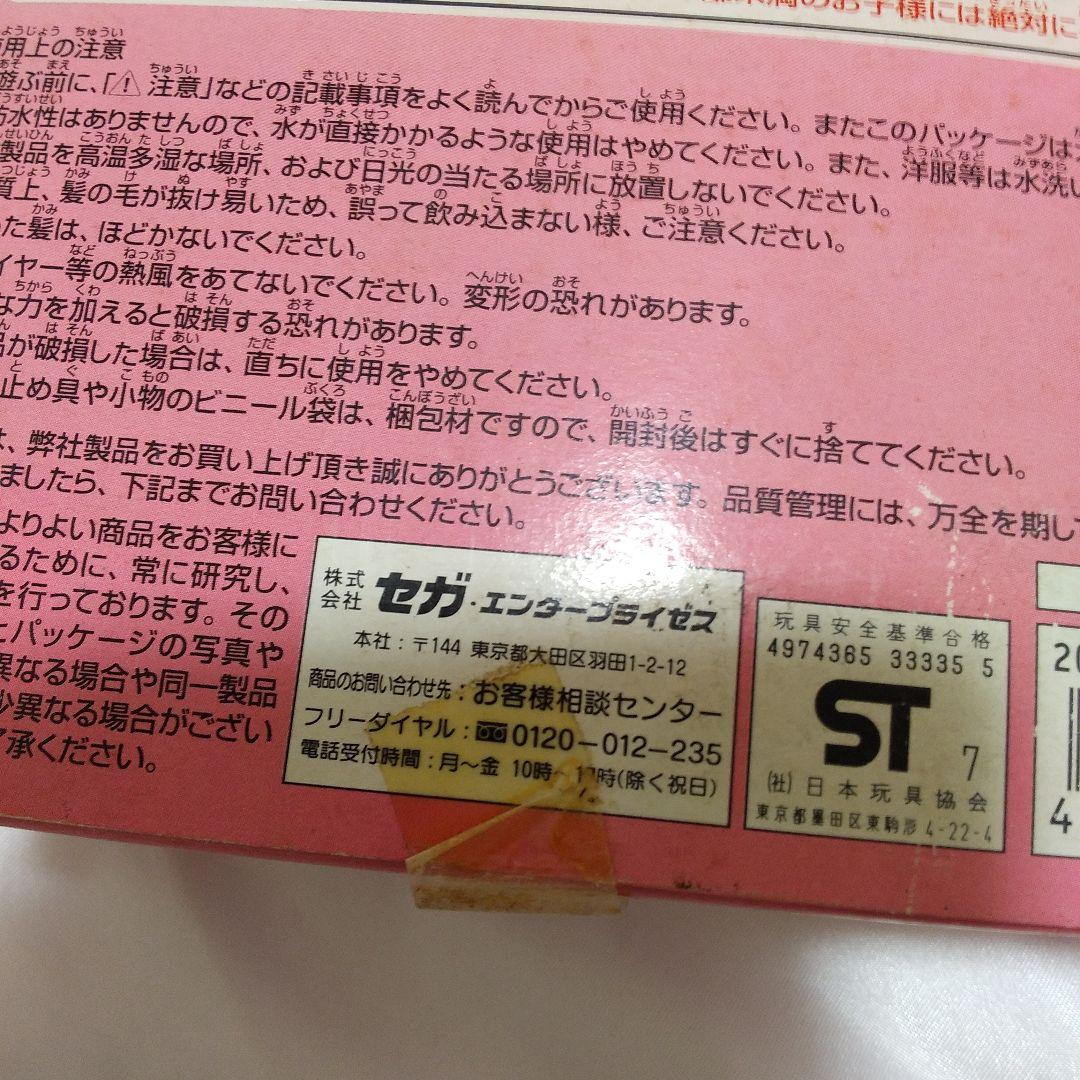 満のお子様には絶対に
用上の注意
遊ぶ前に、「⚠注意」などの記載事項をよく読んでからご使用ください。またこのパッケージは
防水性はありませんので、水が直接かかるような使用はやめてください。また、洋服等は水洗い
製品を高温多湿な場所、および日光の当たる場所に放置しないでください。
質上、髪の毛が抜け易いため、誤って飲み込まない様、ご注意ください。
た髪は、ほどかないでください。
イヤー等の熱風をあてないでください。変形の恐れがあります。
な力を加えると破損する恐れがあります。
品が破損した場合は、直ちに使用をやめてください。
止め具や小物のビニール袋は、梱包材ですので、開封後はすぐに捨ててください。
は、弊社製品をお買い上げ頂き誠にありがとうございます。品質管理には、万全を期して
ましたら、下記までお問い合わせください。
よりよい商品をお客様に
るために、常に研究し、
を行っております。その
とパッケージの写真や
異なる場合や同一製品
少異なる場合がござい
了承ください。
株式会社 セガ・エンタープライゼス
本社:〒144 東京都大田区羽田1-2-12
商品のお問い合わせ先:お客様相談センター
フリーダイヤル:0120-012-235
電話受付時間:月〜金 10時〜1 時(除く祝日)
玩具安全基準合格
4974365 33335 5
ST 7
(社)日本玩具協会
東京都墨田区東駒形 4-22-4
20
4